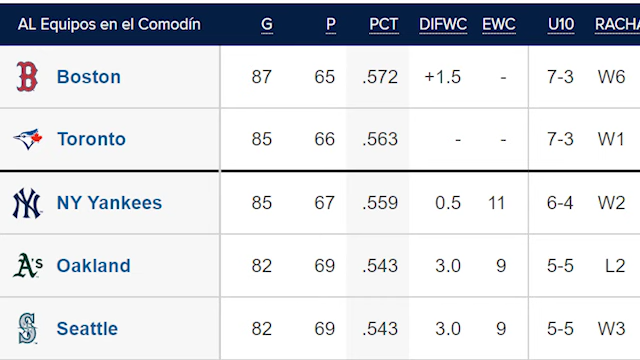 AL Equipos en el Comodín G P PCT DIFWC EWC U10 RACHA
Boston 87 65 .572 +1.5 - 7-3 W6
Toronto 85 66 .563 - - 7-3 W1
NY Yankees 85 67 .559 0.5 11 6-4 W2
A's Oakland 82 69 .543 3.0 9 5-5 L2
Seattle 82 69 .543 3.0 9 5-5 W3